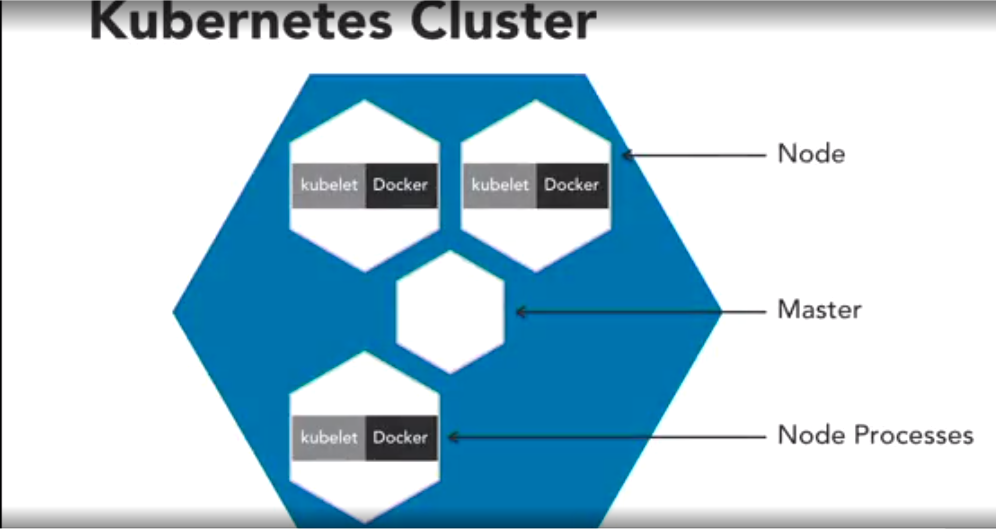 Kubernetes Cluster
Node
kubelet Docker kubelet Docker
Master
kubelet Docker
Node Processes